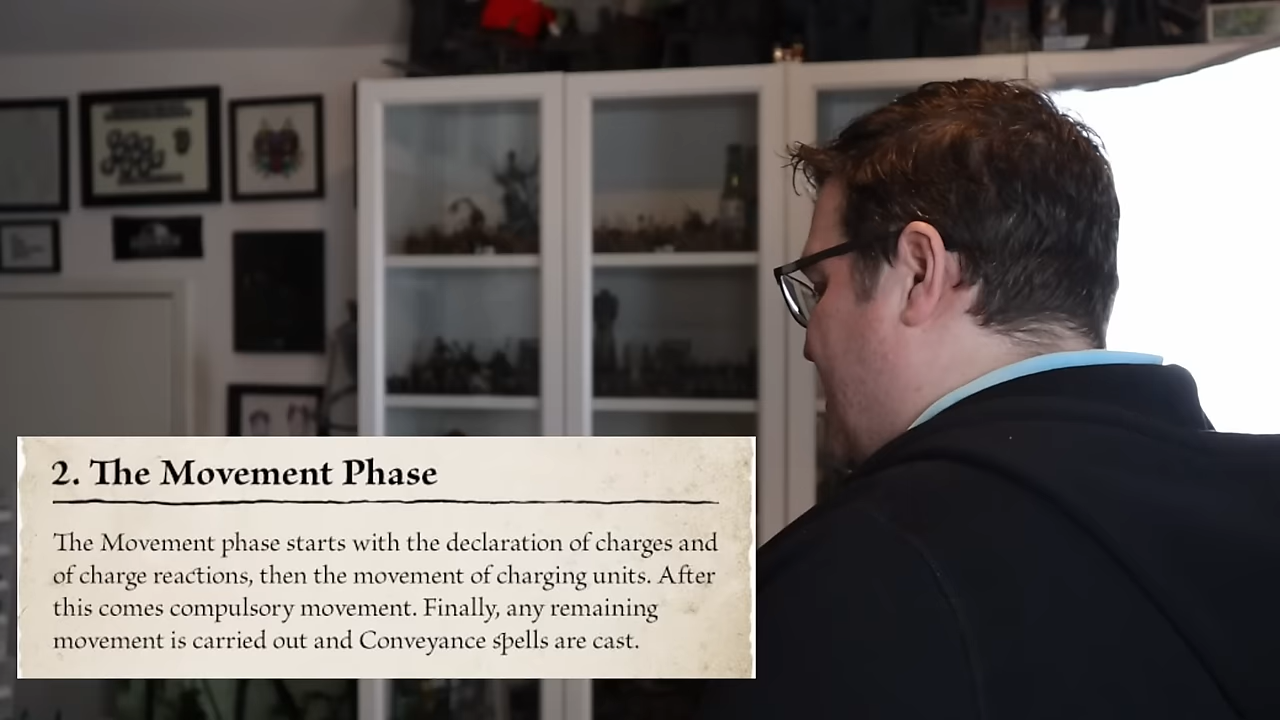 2. The Movement Phase
The Movement phase starts with the declaration of charges and
of charge reactions, then the movement of charging units. After
this comes compulsory movement. Finally, any remaining
movement is carried out and Conveyance spells are cast.